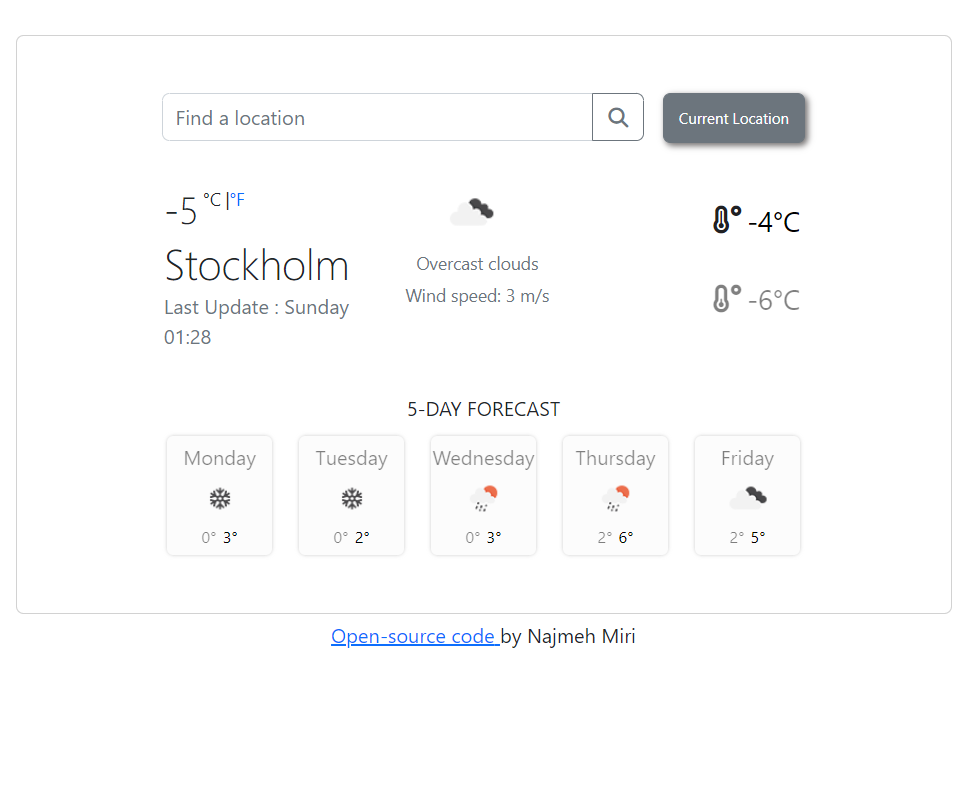 Find a location
Current Location
-5 °C |°F
Stockholm
Last Update : Sunday
01:28
Overcast clouds
Wind speed: 3 m/s
-4°C
-6°C
5-DAY FORECAST
Monday
0° 3°
Tuesday
0° 2°
Wednesday
0° 3°
Thursday
2° 6°
Friday
2° 5°
Open-source code by Najmeh Miri